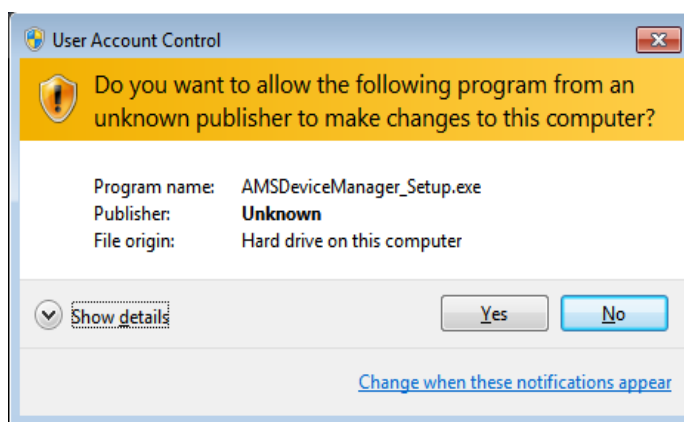 User Account Control
Do you want to allow the following program from an
unknown publisher to make changes to this computer?
Program name: AMSDeviceManager_Setup.exe
Publisher: Unknown
File origin: Hard drive on this computer
Show details Yes No
Change when these notifications appear